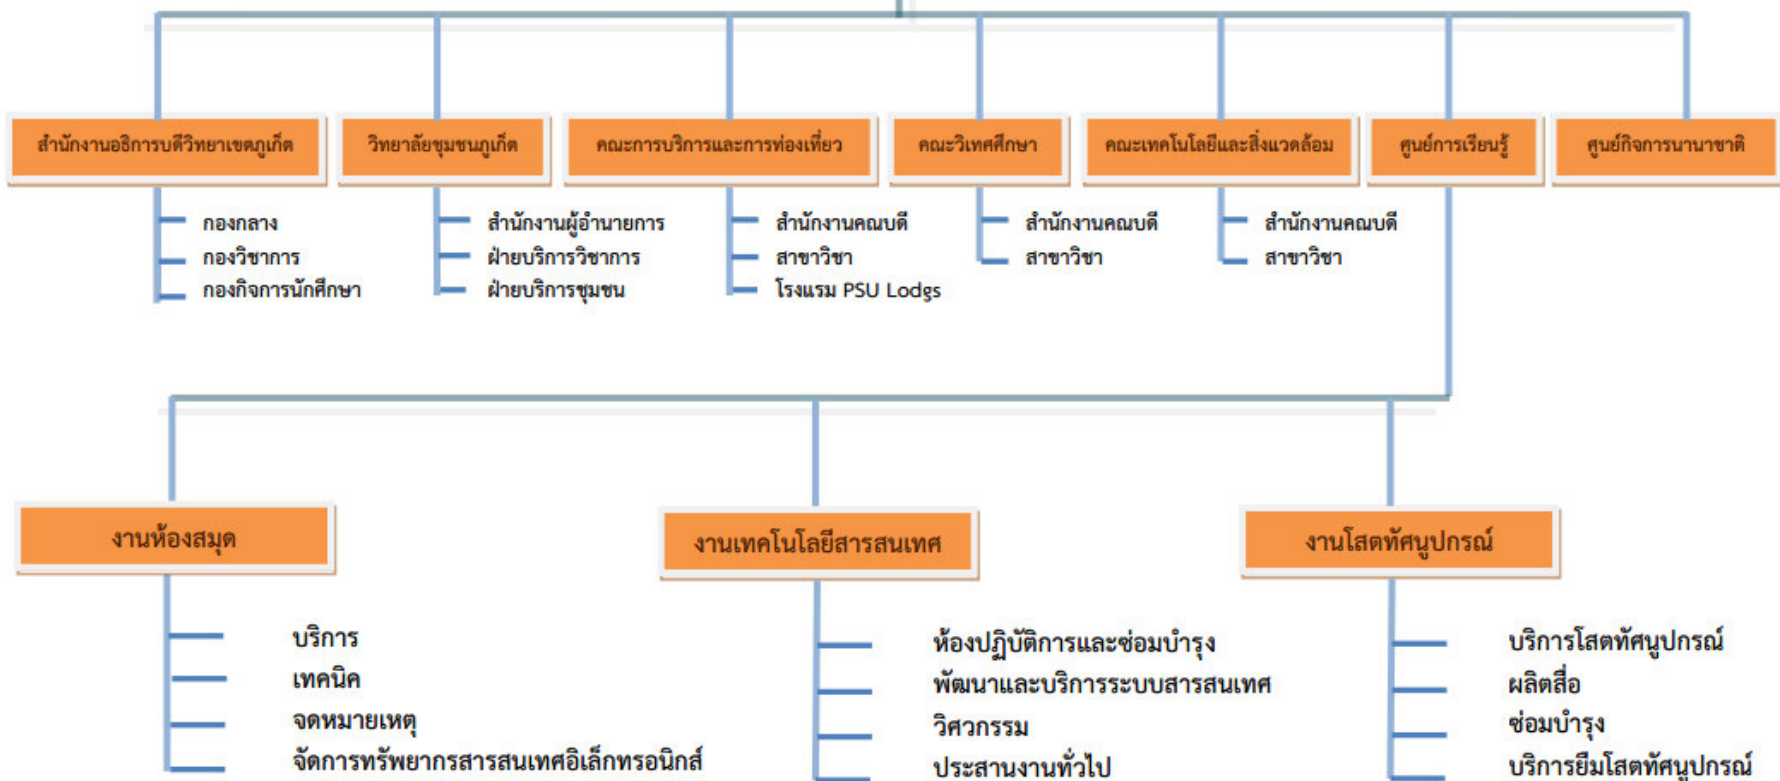 สำนักงานอธิการบดีวิทยาเขตภูเก็ต
วิทยาลัยชุมชนภูเก็ต
คณะการบริการและการท่องเที่ยว
คณะวิเทศศึกษา
คณะเทคโนโลยีและสิ่งแวดล้อม
ศูนย์การเรียนรู้
ศูนย์กิจการนานาชาติ
กองกลาง
กองวิชาการ
กองกิจการนักศึกษา
สำนักงานผู้อำนายการ
ฝ่ายบริการวิชาการ
ฝ่ายบริการชุมชน
สำนักงานคณบดี
สาขาวิชา
โรงแรม PSU Lodgs
สำนักงานคณบดี
สาขาวิชา
สำนักงานคณบดี
สาขาวิชา
งานห้องสมุด
งานเทคโนโลยีสารสนเทศ
งานโสตทัศนูปกรณ์
บริการ
เทคนิค
จดหมายเหตุ
จัดการทรัพยากรสารสนเทศอิเล็กทรอนิกส์
ห้องปฏิบัติการและซ่อมบำรุง
พัฒนาและบริการระบบสารสนเทศ
วิศวกรรม
ประสานงานทั่วไป
บริการโสตทัศนูปกรณ์
ผลิตสื่อ
ซ่อมบำรุง
บริการยืมโสตทัศนูปกรณ์